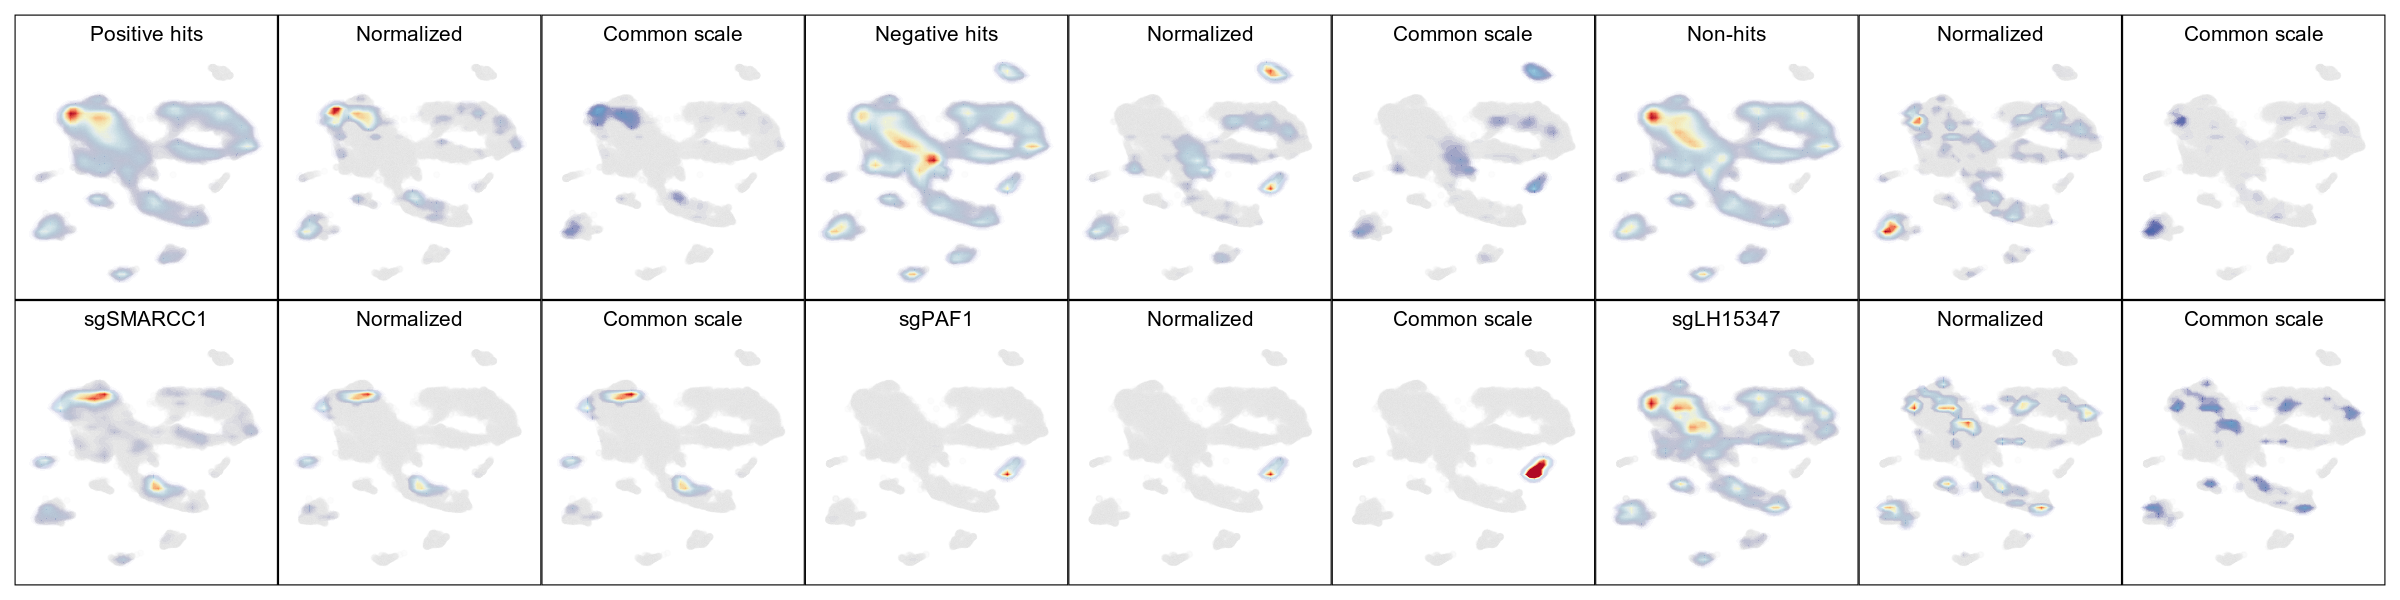 Positive hits
Normalized
Common scale
Negative hits
Normalized
Common scale
Non-hits
Normalized
Common scale
sgSMARCC1
Normalized
Common scale
sgPAF1
Normalized
Common scale
sgLH15347
Normalized
Common scale